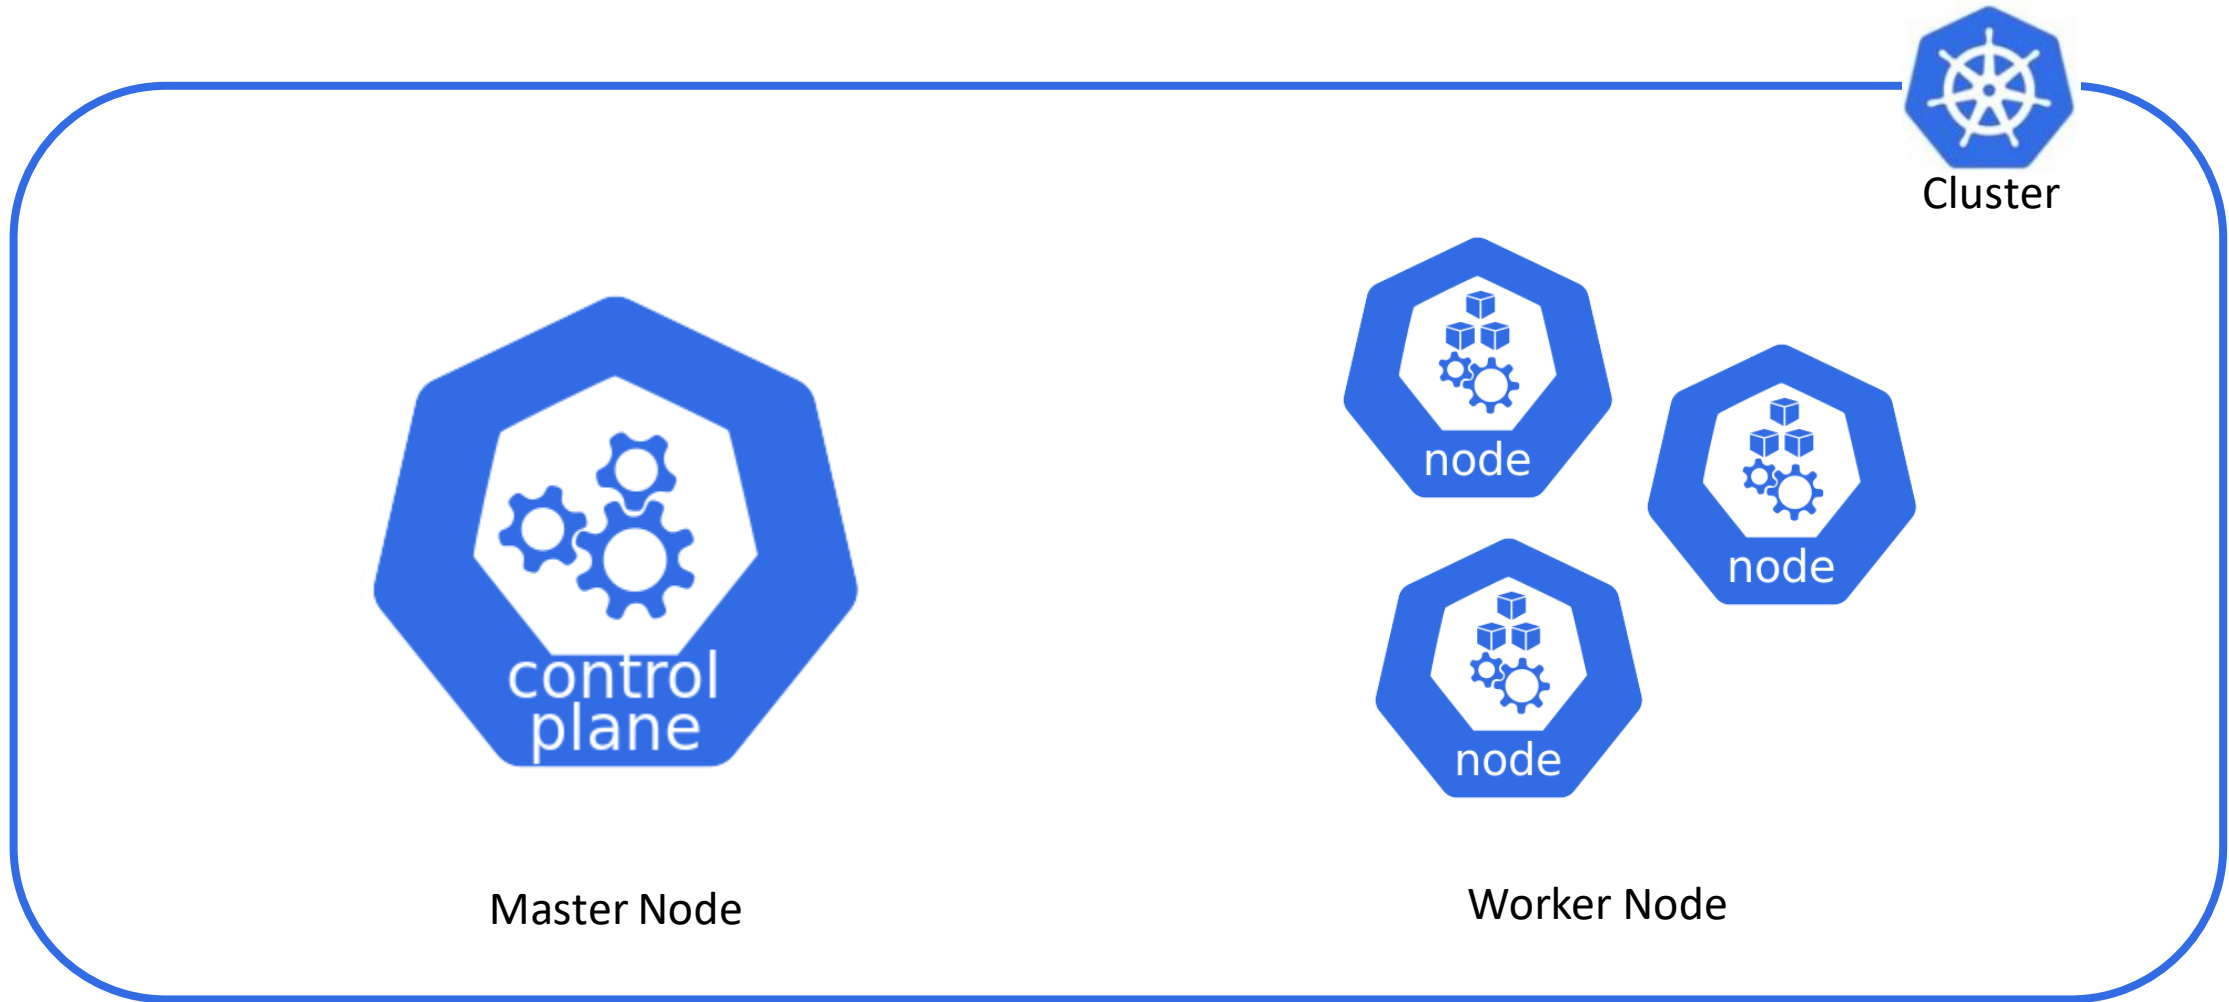 Cluster
node
node
node
control
plane
Master Node
Worker Node